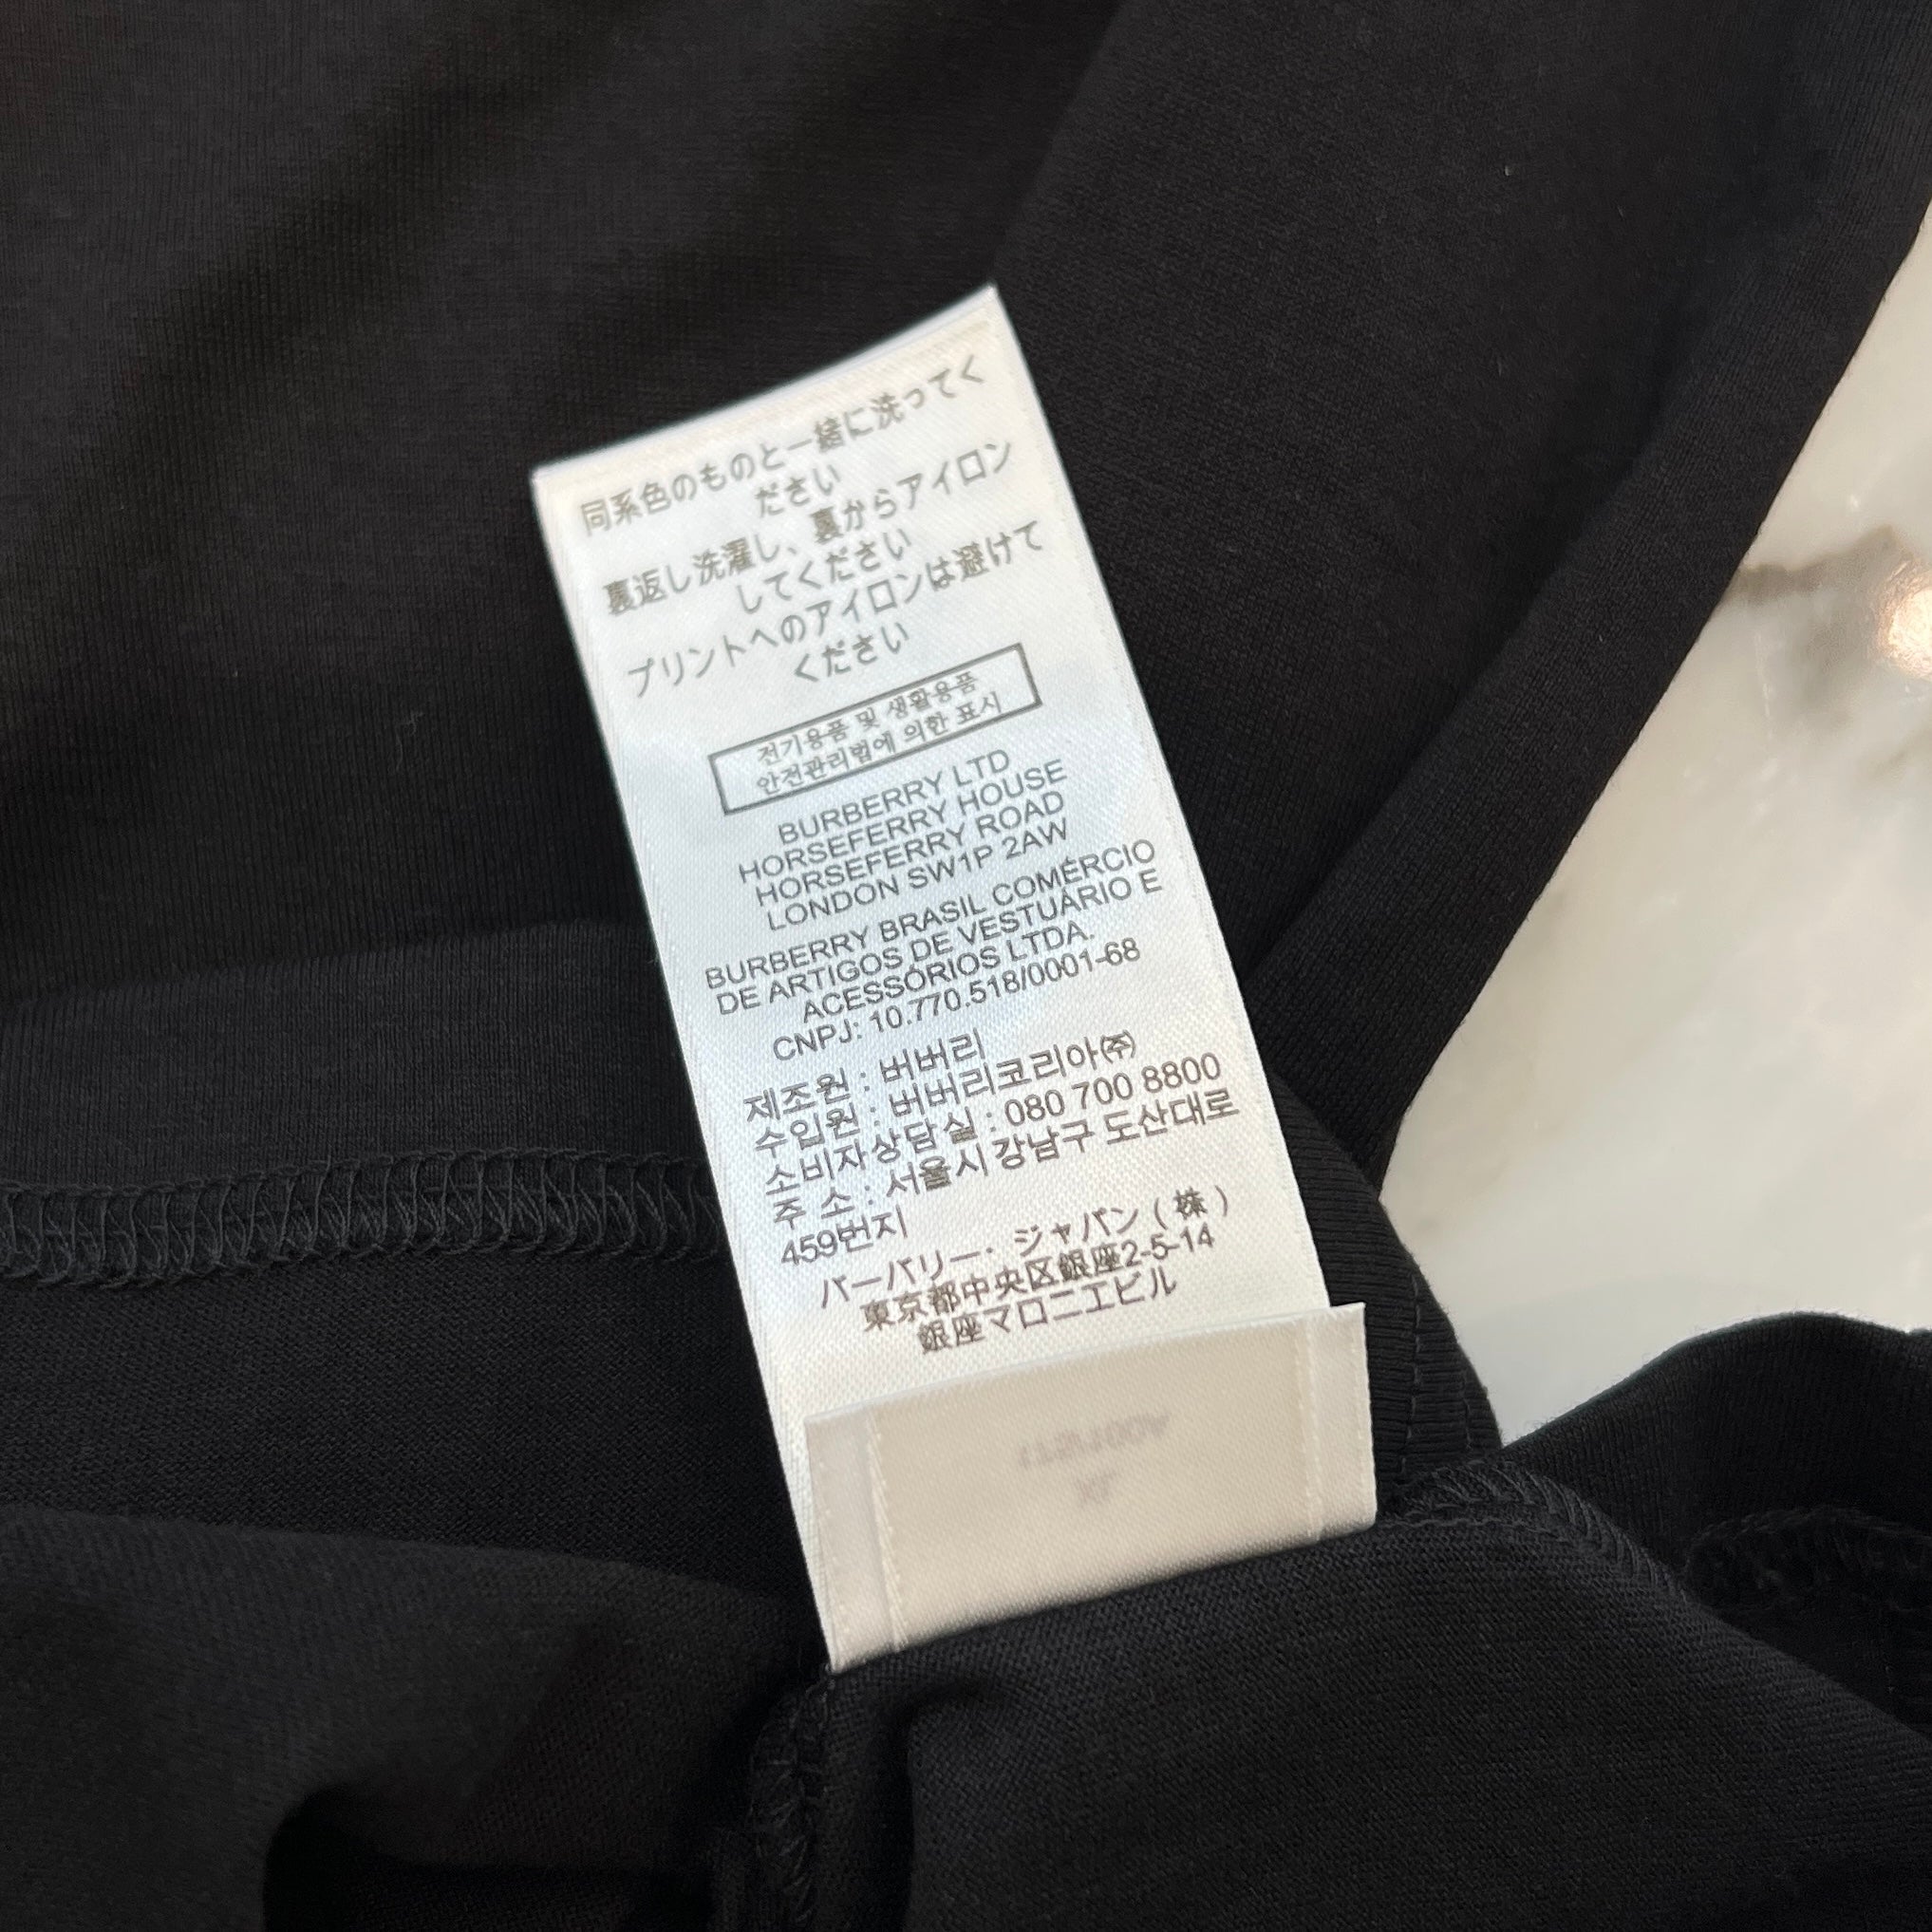 同系色のものと一緒に洗ってく
ださい
裏返し洗濯し、裏からアイロン
してください
プリントへのアイロンは避けて
ください
전기용품 및 생활용품
안전관리법에 의한 표시
BURBERRY LTD
HORSEFERRY HOUSE
HORSEFERRY ROAD
LONDON SW1P 2AW
BURBERRY BRASIL COMÉRCIO
DE ARTIGOS DE VESTUÁRIO E
ACESSÓRIOS LTDA.
CNPJ: 10.770.518/0001-68
제조원 : 버버리
수입원 : 버버리코리아㈜
소비자상담실 : 080 700 8800
주 소 : 서울시 강남구 도산대로
459번지
バーバリー・ジャパン（株）
東京都中央区銀座2-5-14
銀座マロニエビル